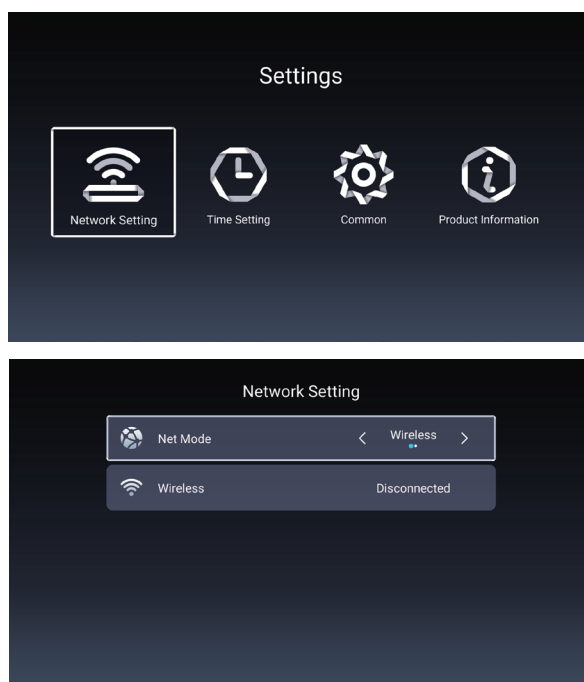 Settings
Network Setting Time Setting Common Product Information
Network Setting
Net Mode Wireless
Wireless Disconnected